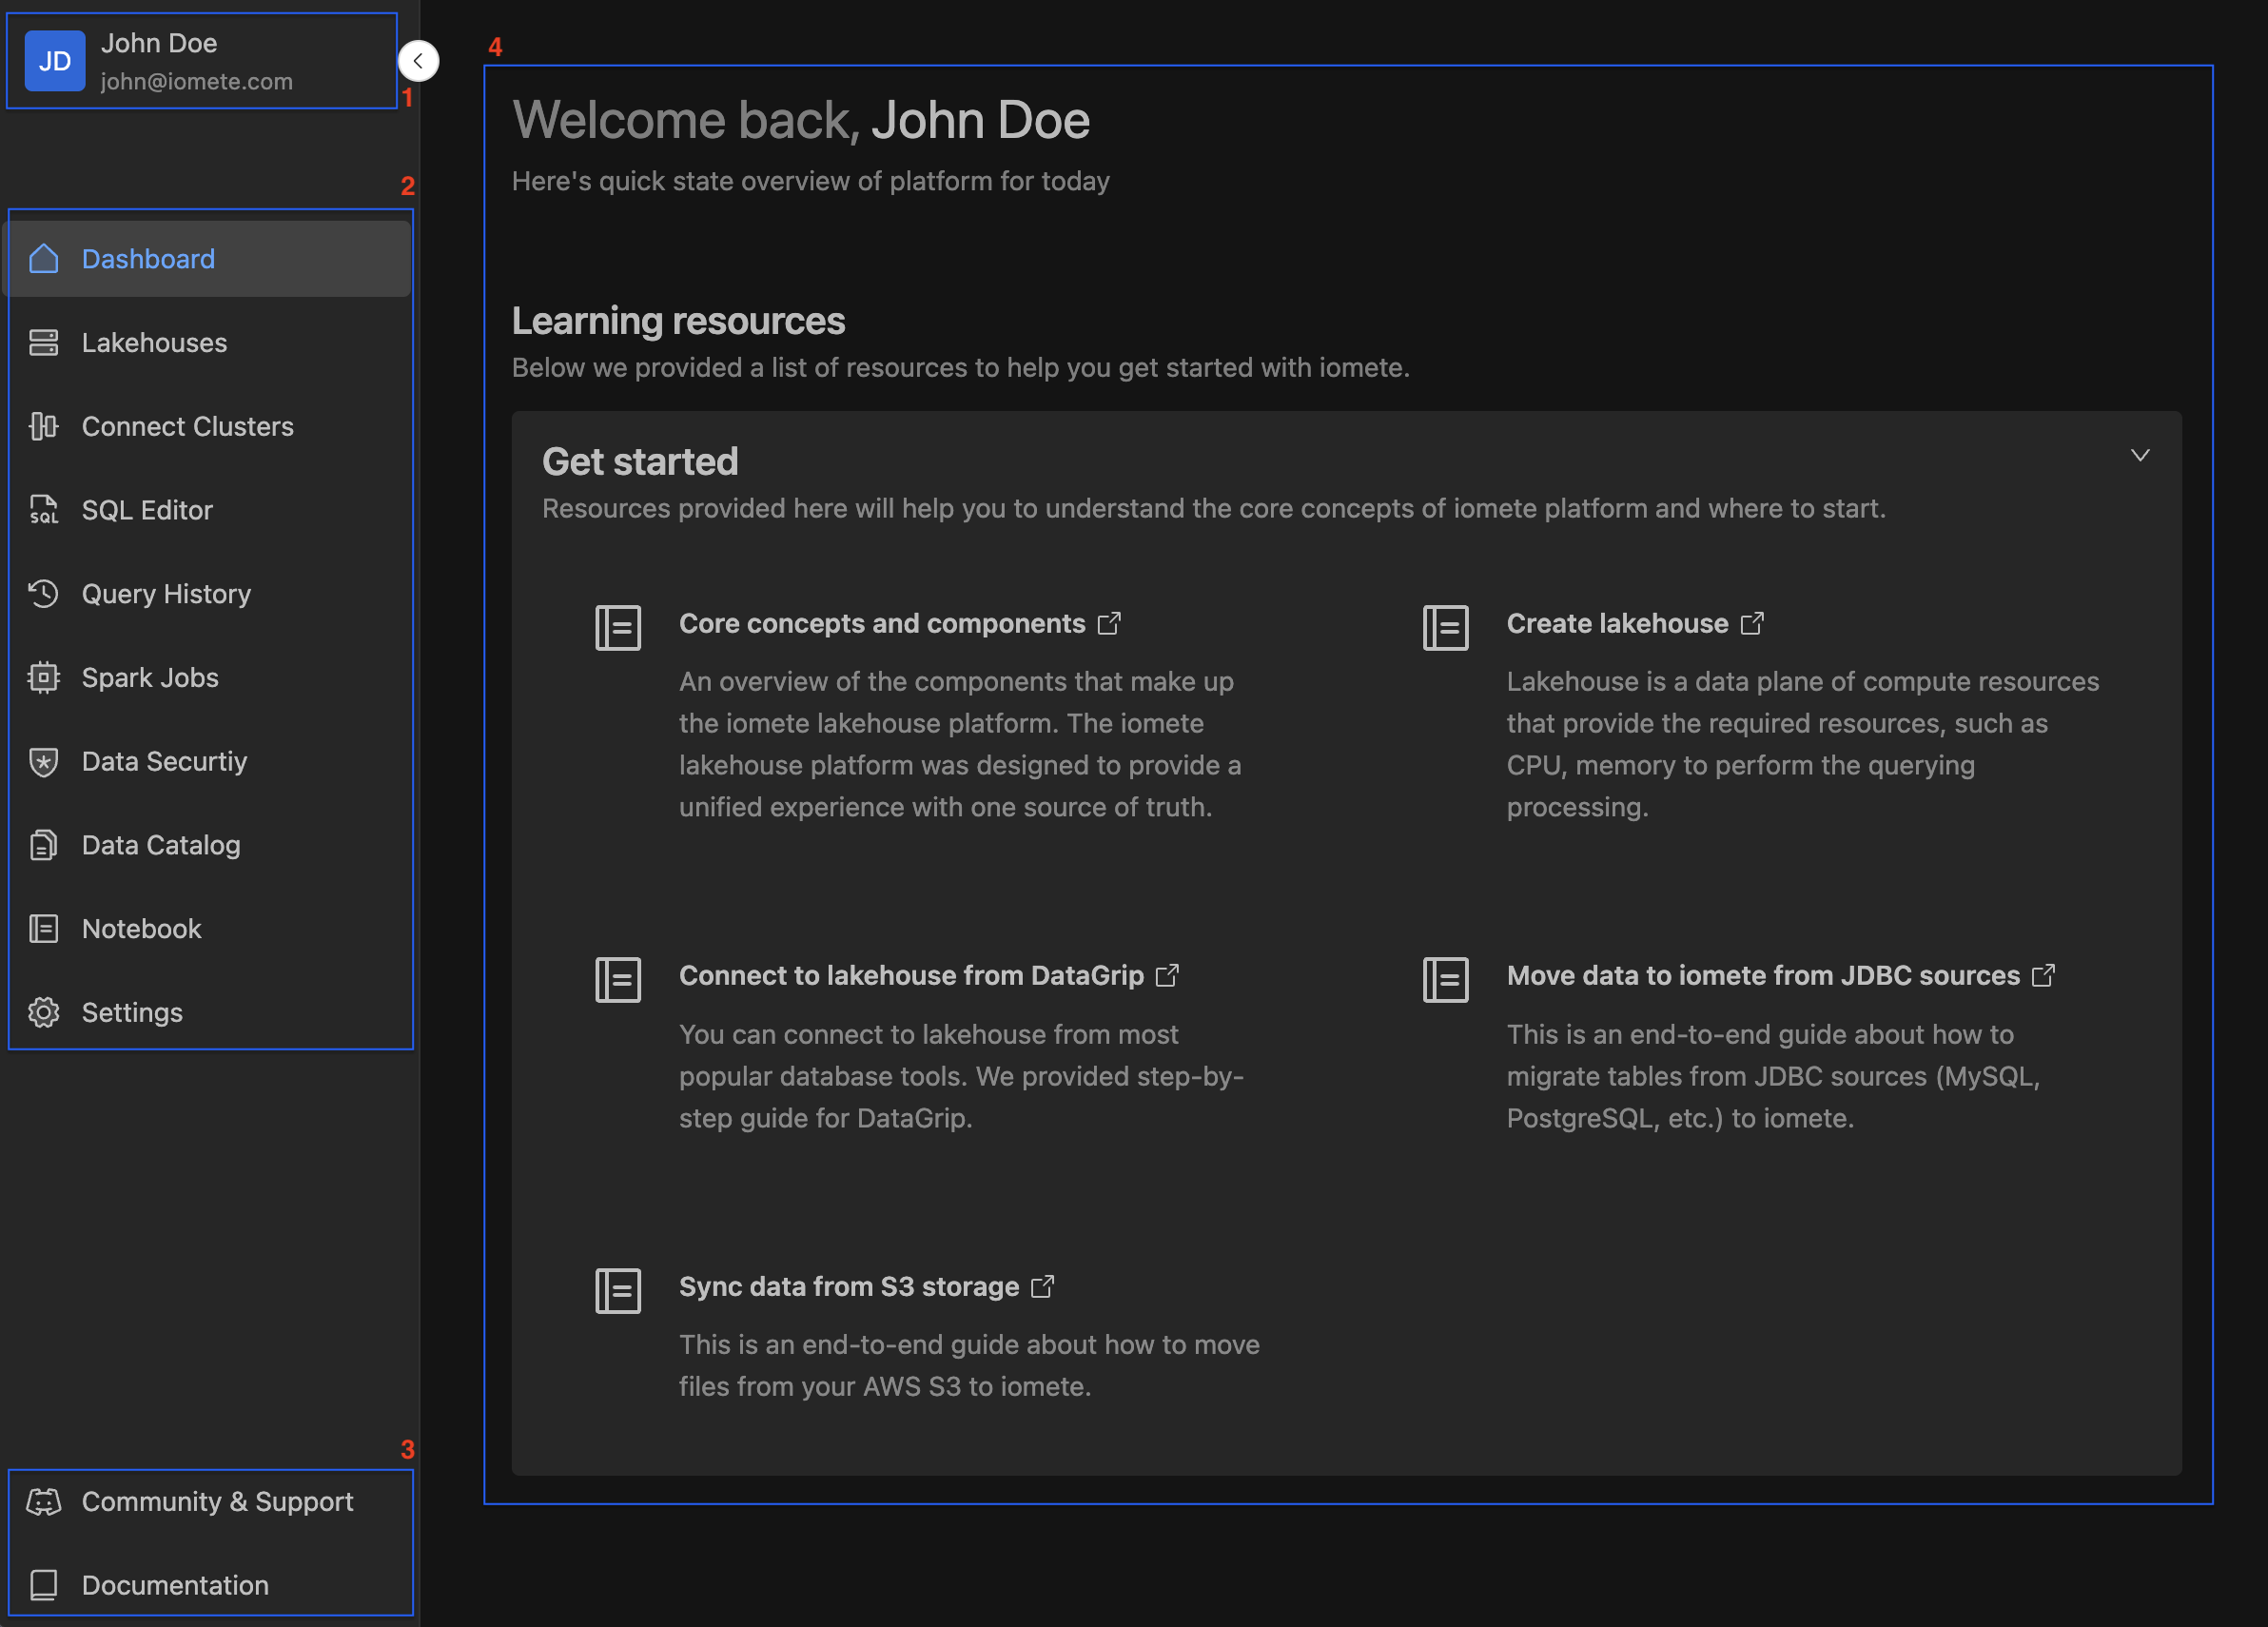 JD
John Doe
john@iomete.com
1
2
Dashboard
Lakehouses
Connect Clusters
SQL
SQL Editor
Query History
Spark Jobs
Data Securtiy
Data Catalog
Notebook
Settings
3
Community & Support
Documentation
4
Welcome back, John Doe
Here's quick state overview of platform for today
Learning resources
Below we provided a list of resources to help you get started with iomete.
Get started
Resources provided here will help you to understand the core concepts of iomete platform and where to start.
Core concepts and components
An overview of the components that make up
the iomete lakehouse platform. The iomete
lakehouse platform was designed to provide a
unified experience with one source of truth.
Create lakehouse
Lakehouse is a data plane of compute resources
that provide the required resources, such as
CPU, memory to perform the querying
processing.
Connect to lakehouse from DataGrip
You can connect to lakehouse from most
popular database tools. We provided step-by-
step guide for DataGrip.
Move data to iomete from JDBC sources
This is an end-to-end guide about how to
migrate tables from JDBC sources (MySQL,
PostgreSQL, etc.) to iomete.
Sync data from S3 storage
This is an end-to-end guide about how to move
files from your AWS S3 to iomete.